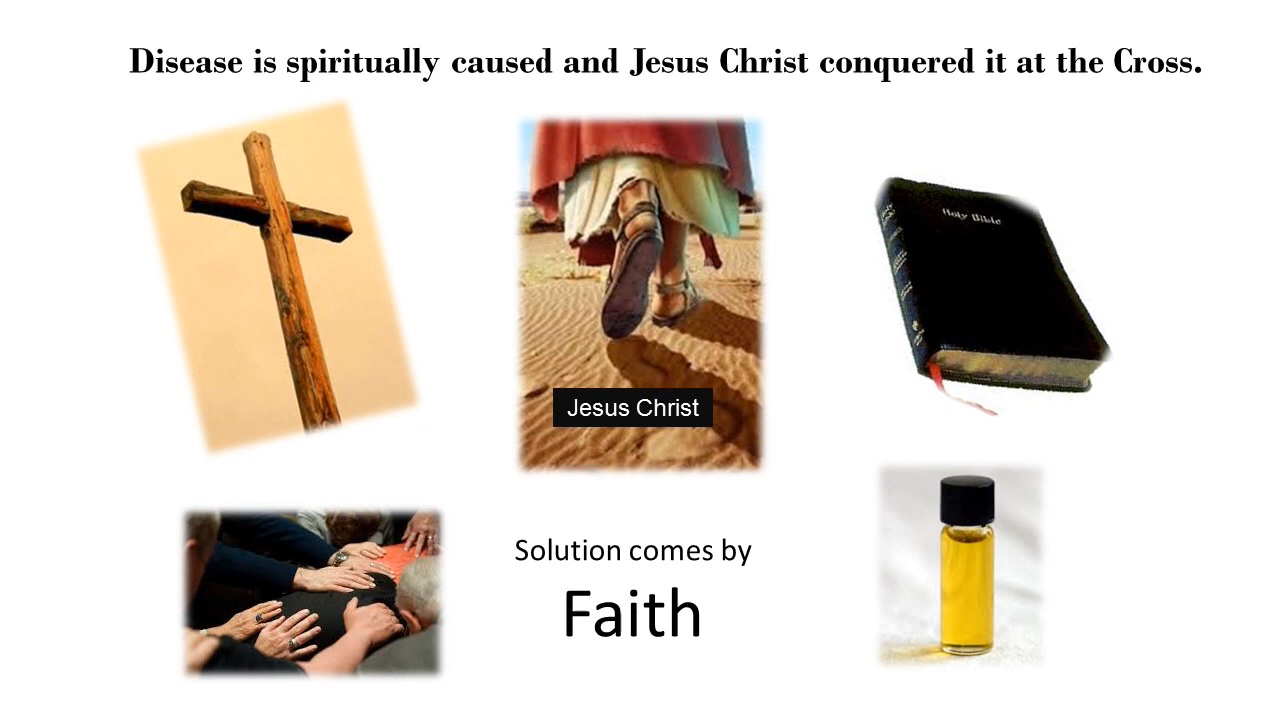 Disease is spiritually caused and Jesus Christ conquered it at the Cross.
Holy Bible
Jesus Christ
Solution comes by
Faith